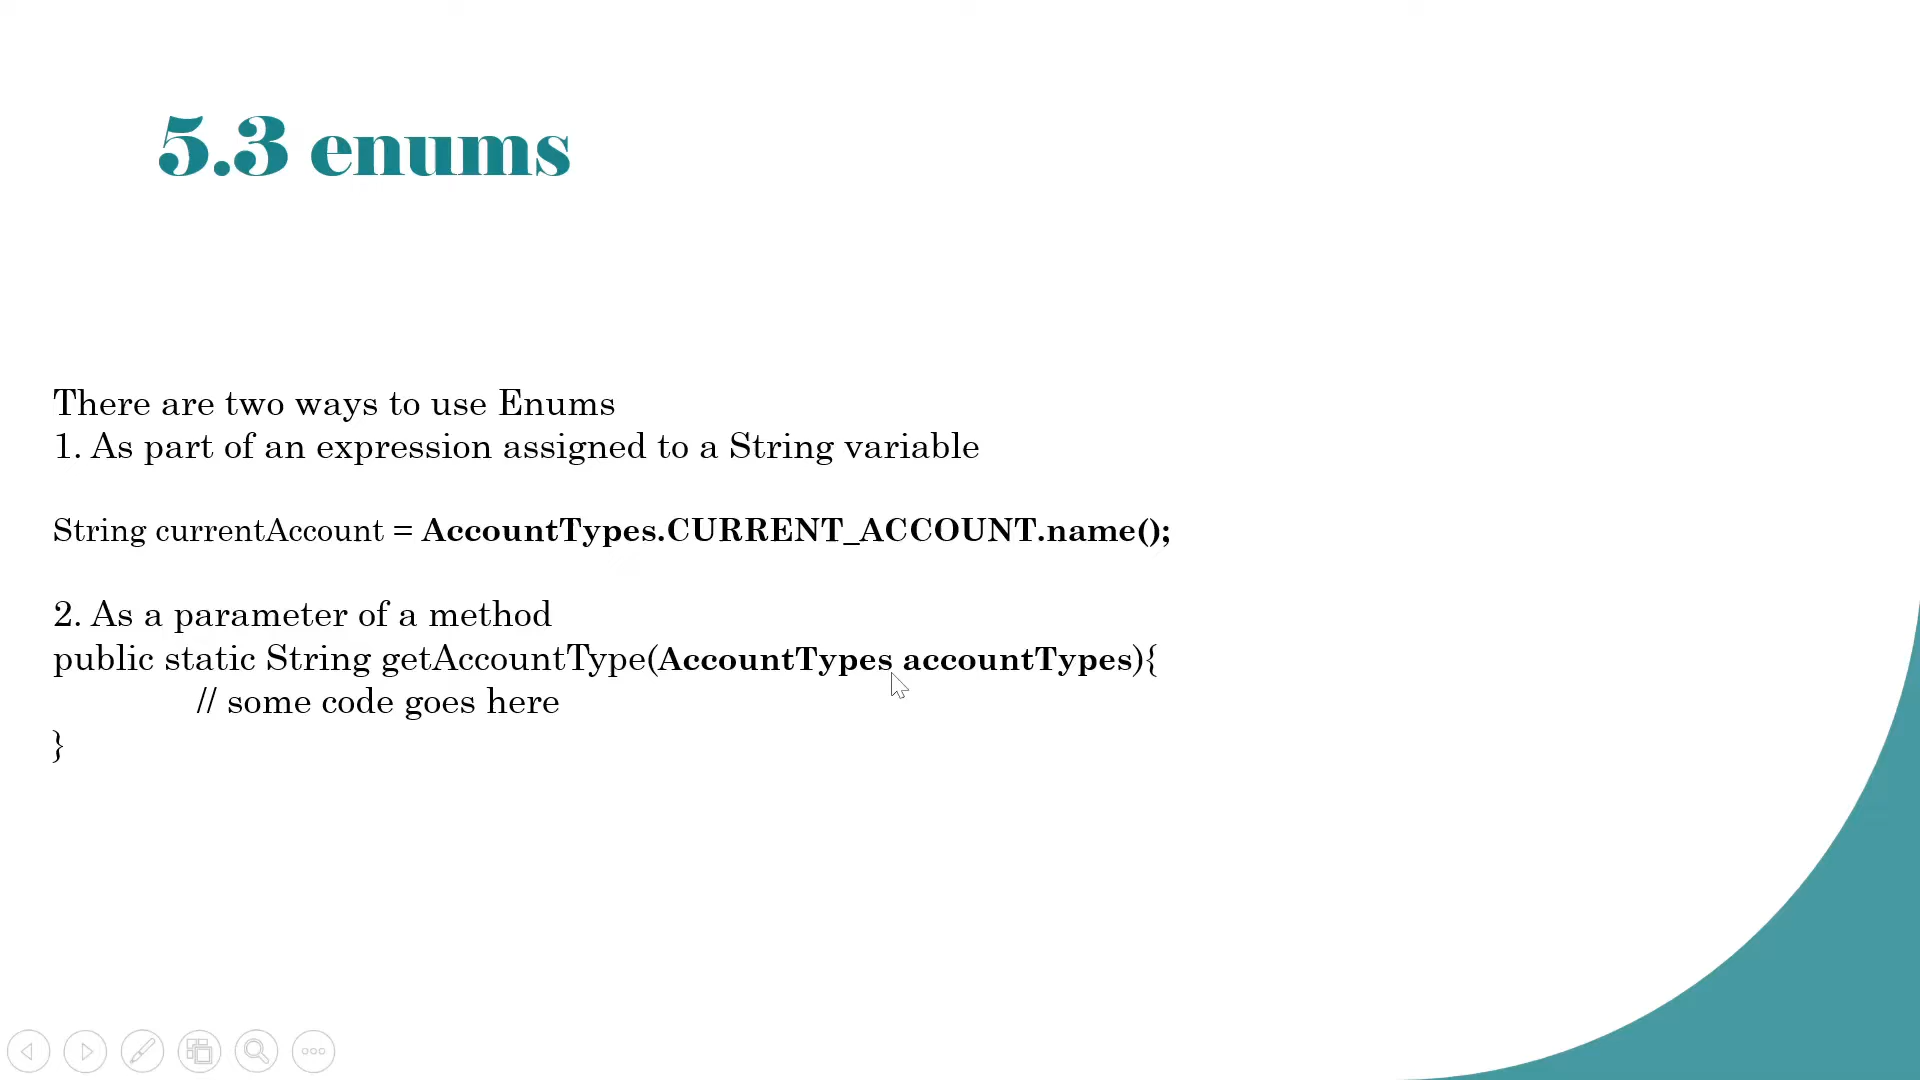 5.3 enums
There are two ways to use Enums
1. As part of an expression assigned to a String variable
String currentAccount = AccountTypes.CURRENT_ACCOUNT.name();
2. As a parameter of a method
public static String getAccountType(AccountTypes accountTypes){
// some code goes here
}